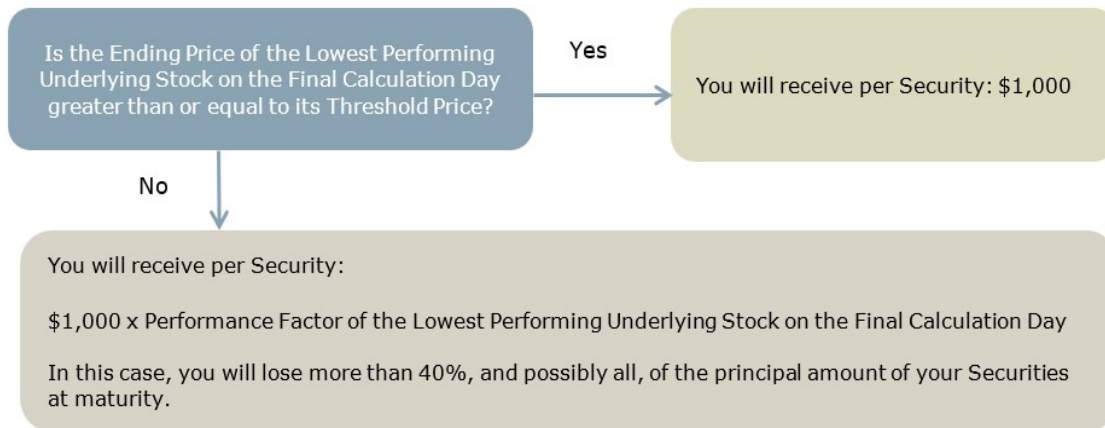 Is the Ending Price of the Lowest Performing
Underlying Stock on the Final Calculation Day
greater than or equal to its Threshold Price?
Yes
You will receive per Security: $1,000
No
You will receive per Security:
$1,000 x Performance Factor of the Lowest Performing Underlying Stock on the Final Calculation Day
In this case, you will lose more than 40%, and possibly all, of the principal amount of your Securities
at maturity.